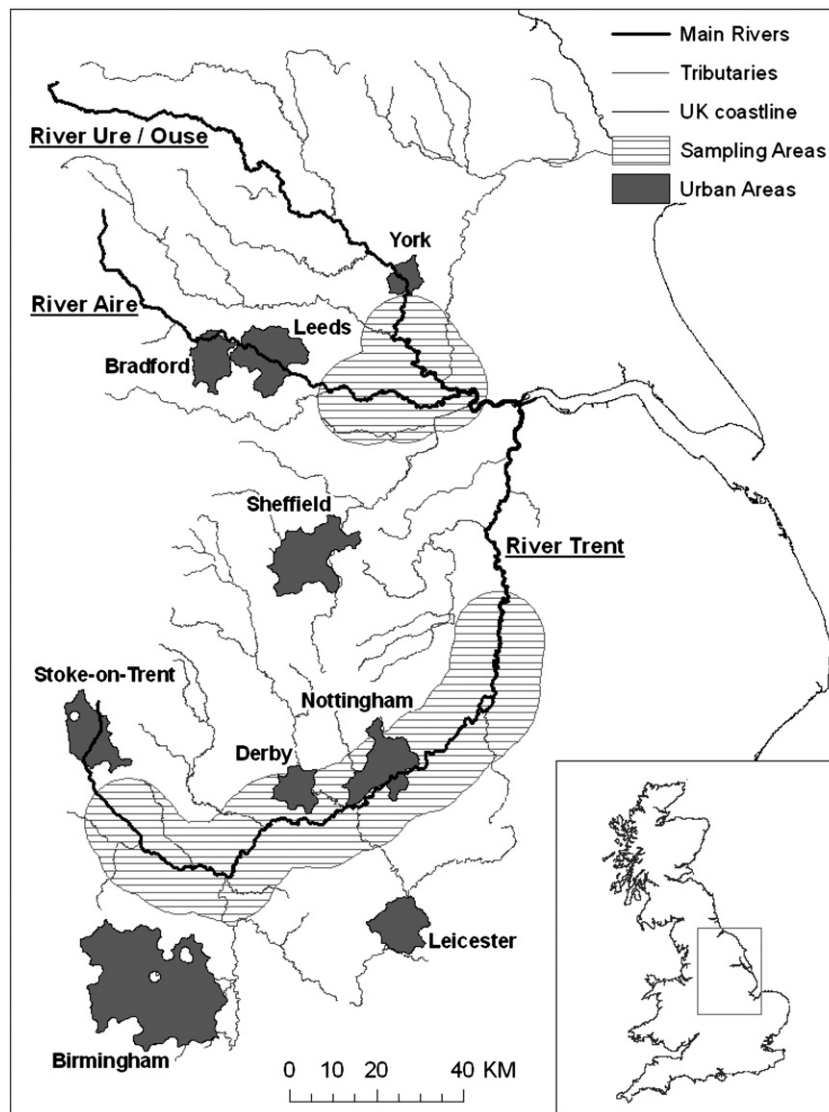 Main Rivers
Tributaries
UK coastline
Sampling Areas
Urban Areas
River Ure / Ouse
York
River Aire
Leeds
Bradford
Sheffield
River Trent
Stoke-on-Trent
Nottingham
Derby
Leicester
Birmingham
0 10 20 40 KM